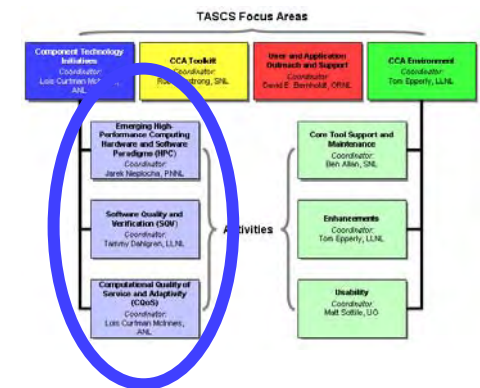 TASCS Focus Areas
Component Technology
Initiatives
Coordinator:
Lois Curfman
ANL
CCA Toolkit
Coordinator:
Armstrong, SNL
User and Application
Outreach and Support
Coordinator:
David E. Bernholdt, ORNL
CCA Environment
Coordinator:
Tom Epperly, LLNL
Emerging High-
Performance Computing
Hardware and Software
Paradigms (HPC)
Coordinator:
Jarek Nieplocha, PNNL
Software Quality and
Verification (SQV)
Coordinator:
Tammy Dahlgren, LLNL
Computational Quality of
Service and Adaptivity
(CQoS)
Coordinator:
Lois Curfman McInnes,
ANL
Activities
Core Tool Support and
Maintenance
Coordinator:
Ben Allan, SNL
Enhancements
Coordinator:
Tom Epperly, LLNL
Usability
Coordinator:
Matt Sottile, UO